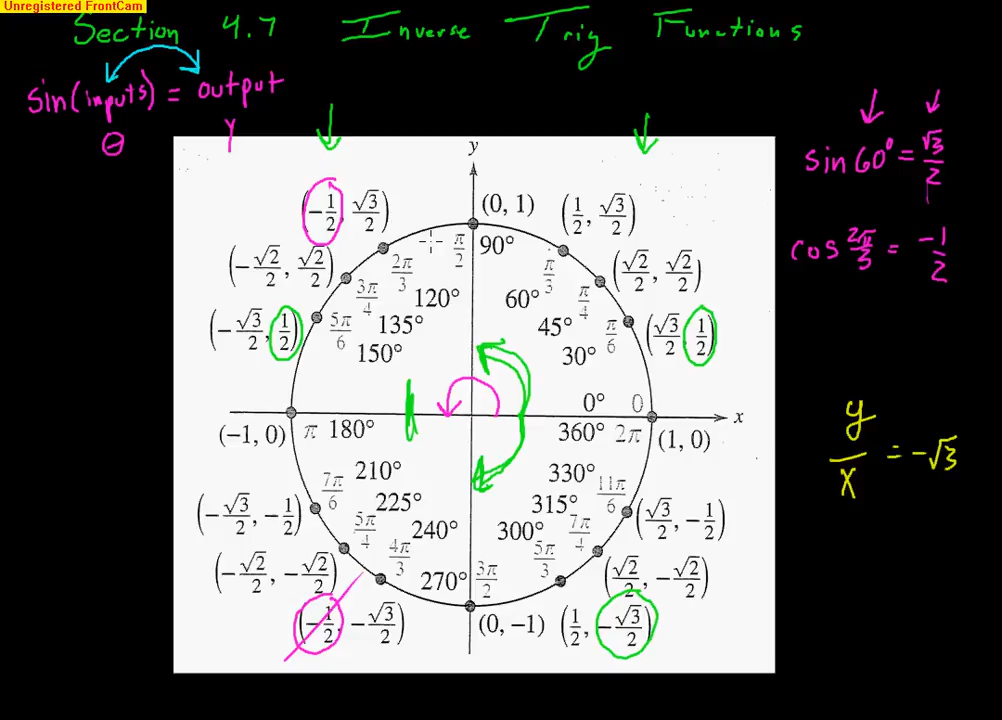 Unregistered FrontCam
Section 4.7 Inverse Trig Functions
sin(inputs) = output
θ y
sin 60° = √3/2
cos 2π/3 = -1/2
y/x = -√3
y
(0, 1)
(-1/2, √3/2) (1/2, √3/2)
(-√2/2, √2/2) (√2/2, √2/2)
(-√3/2, 1/2) (√3/2, 1/2)
π/2 90°
2π/3 120° 60° π/3
3π/4 135° 45° π/4
5π/6 150° 30° π/6
0° 0
x
(-1, 0) π 180° 360° 2π (1, 0)
7π/6 210° 330° 11π/6
5π/4 225° 315° 7π/4
4π/3 240° 300° 5π/3
270° 3π/2
(-√3/2, -1/2) (√3/2, -1/2)
(-√2/2, -√2/2) (√2/2, -√2/2)
(-1/2, -√3/2) (0, -1) (1/2, -√3/2)